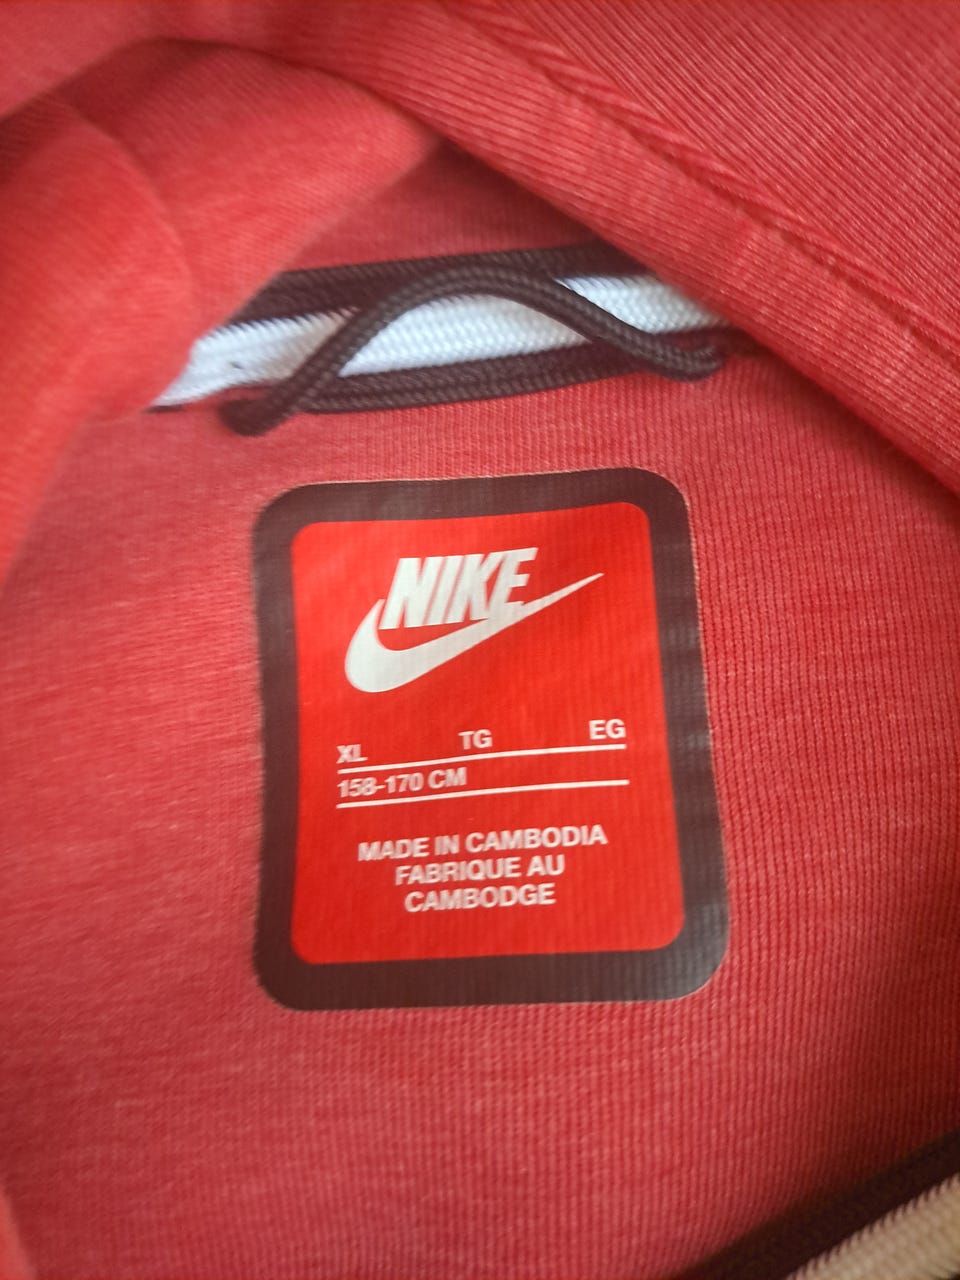 NIKE
XL TG EG
158-170 CM
MADE IN CAMBODIA
FABRIQUE AU
CAMBODGE